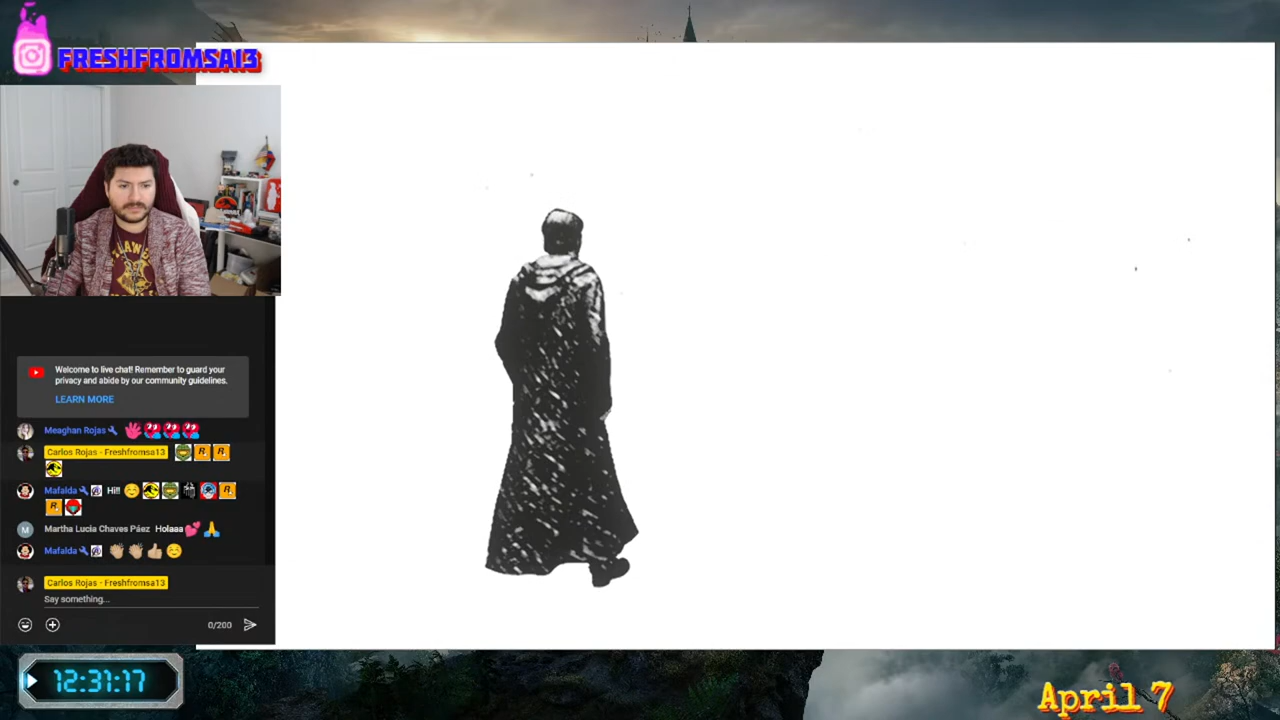 FRESHFROMSA13
Welcome to live chat! Remember to guard your
privacy and abide by our community guidelines.
LEARN MORE
Meaghan Rojas
Carlos Rojas - Freshfromsa13
Mafalda Hi!!
Martha Lucia Chaves Páez Holaaa
Mafalda
Carlos Rojas - Freshfromsa13
Say something...
0/200
12:31:17
April 7